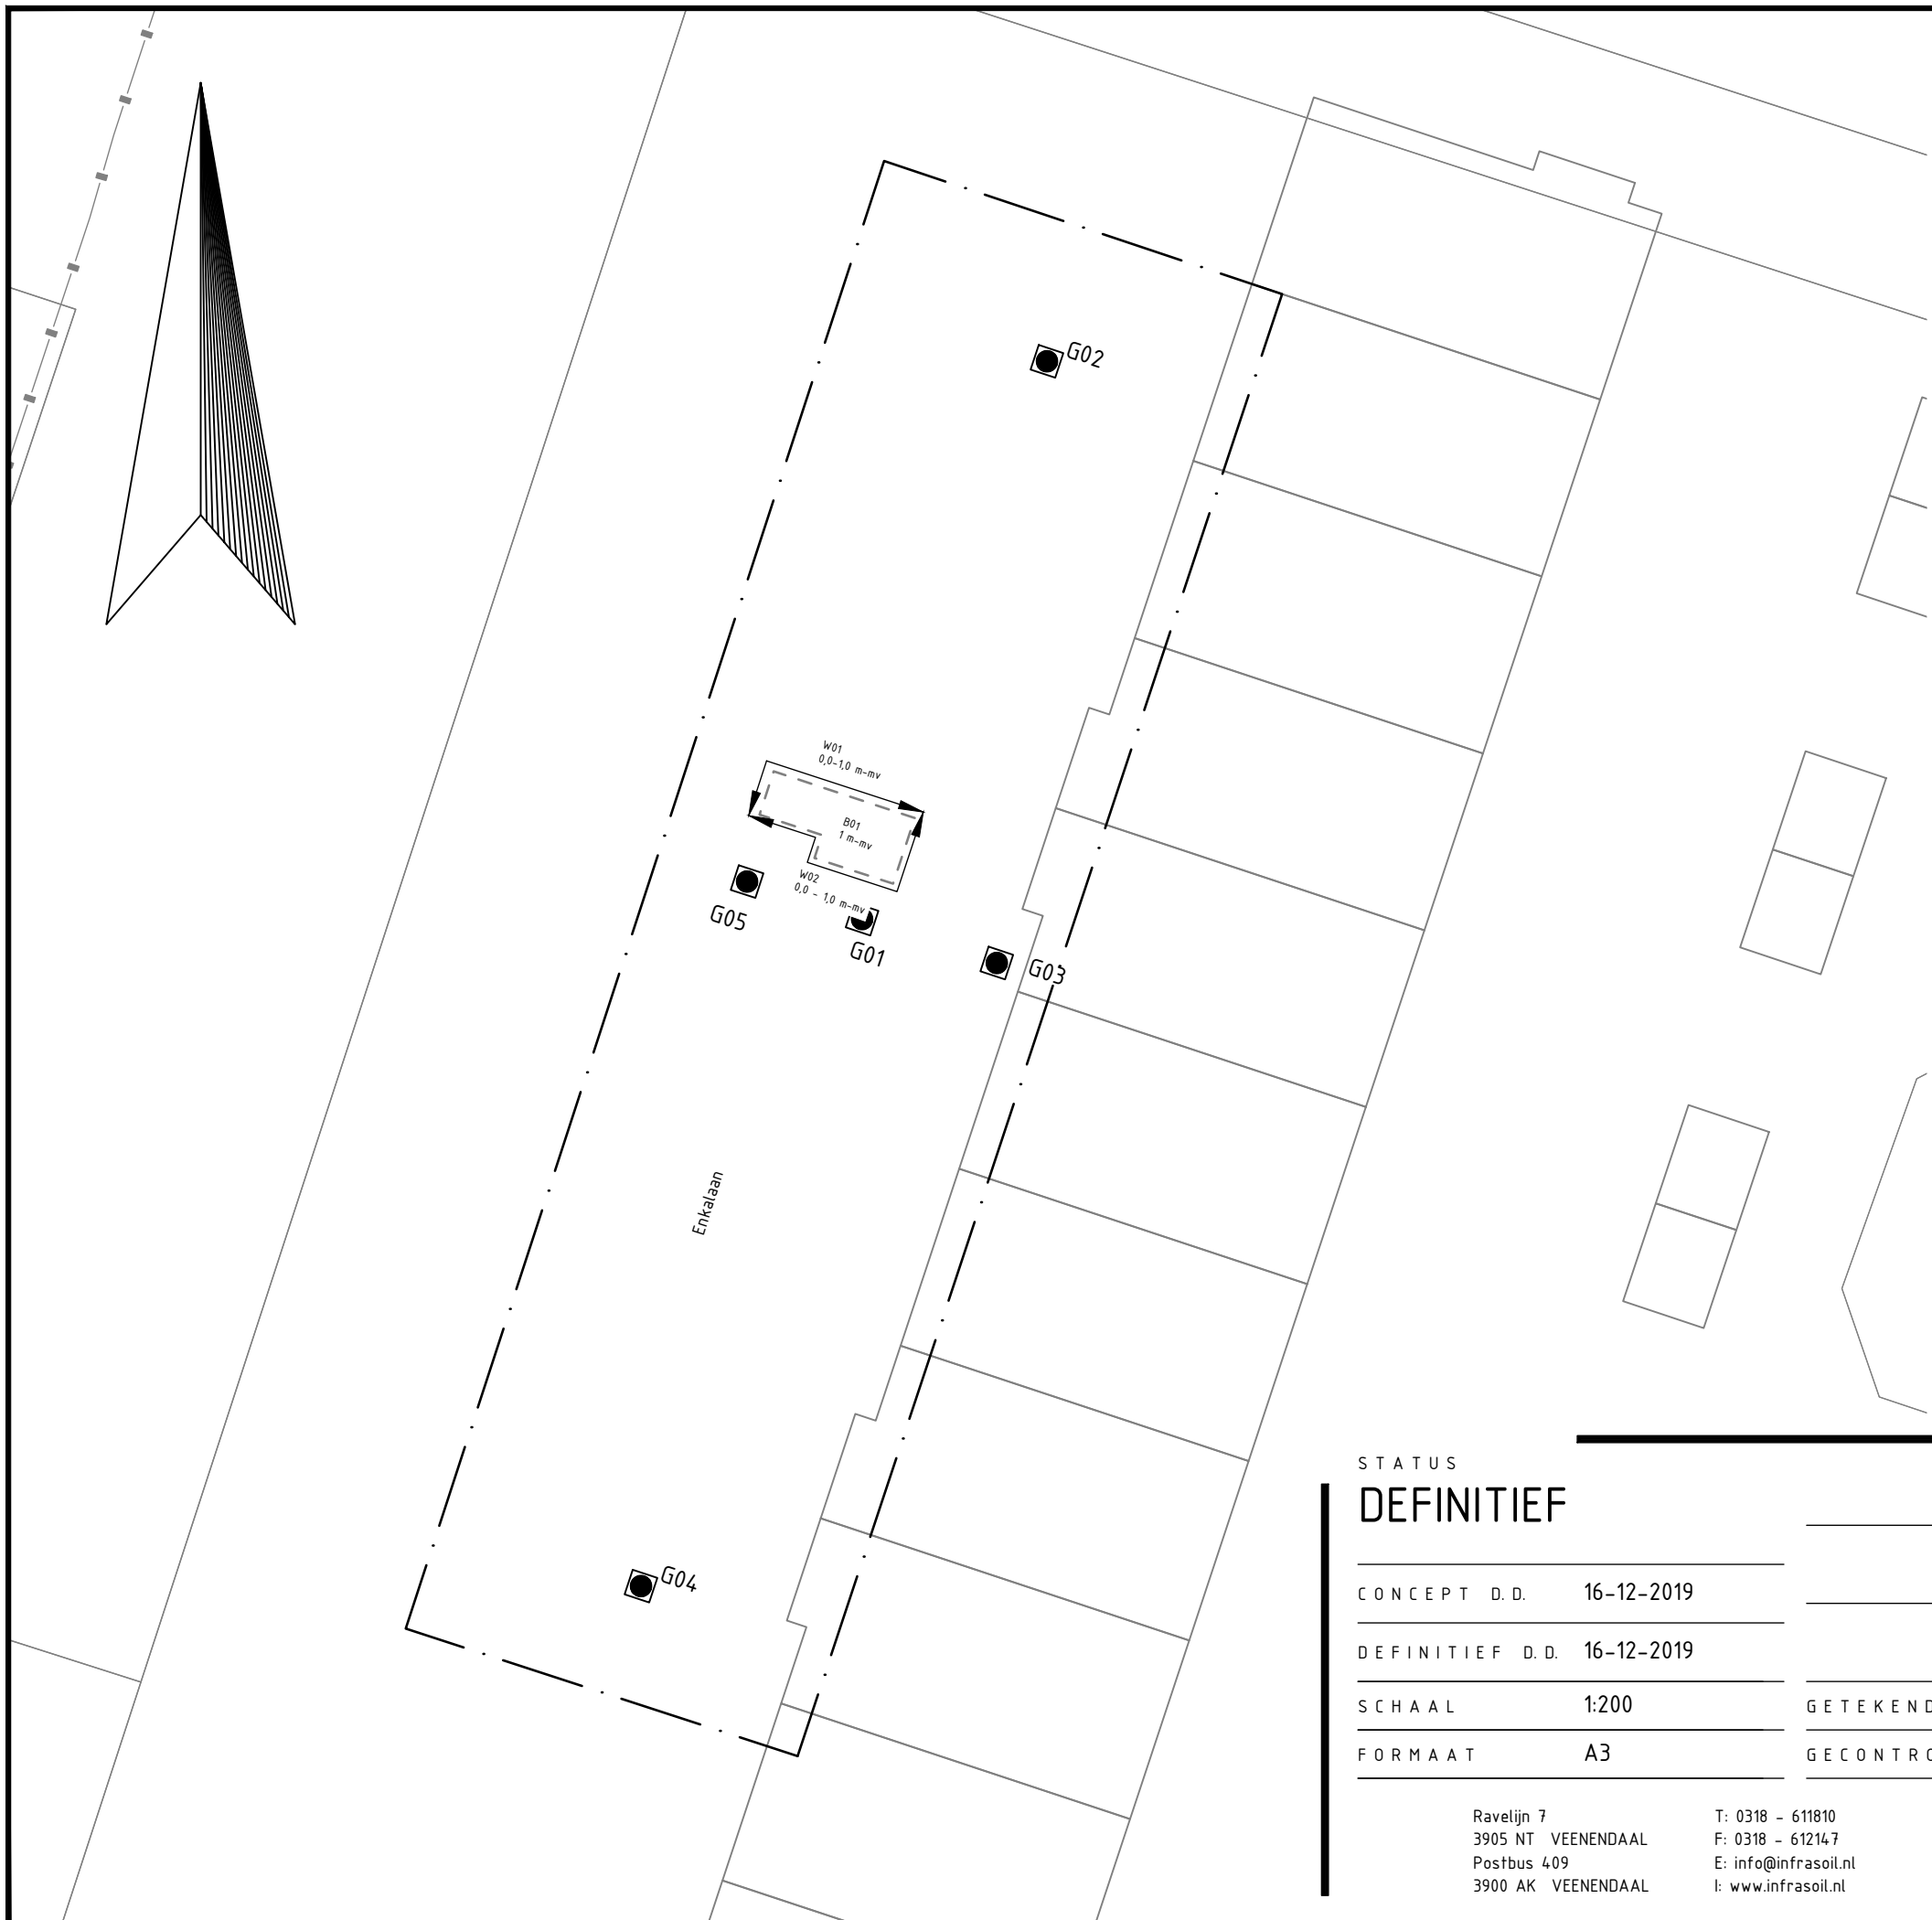 G02
W01
0,0-1,0 m-mv
B01
1 m-mv
W02
0,0 - 1,0 m-mv
G05
G01
G03
Enkalaan
G04
STATUS
DEFINITIEF
CONCEPT D.D. 16-12-2019
DEFINITIEF D.D. 16-12-2019
SCHAAL 1:200
GETEKEND
FORMAAT A3
GECONTRO
Ravelijn 7 T: 0318 - 611810
3905 NT VEENENDAAL F: 0318 - 612147
Postbus 409 E: info@infrasoil.nl
3900 AK VEENENDAAL I: www.infrasoil.nl